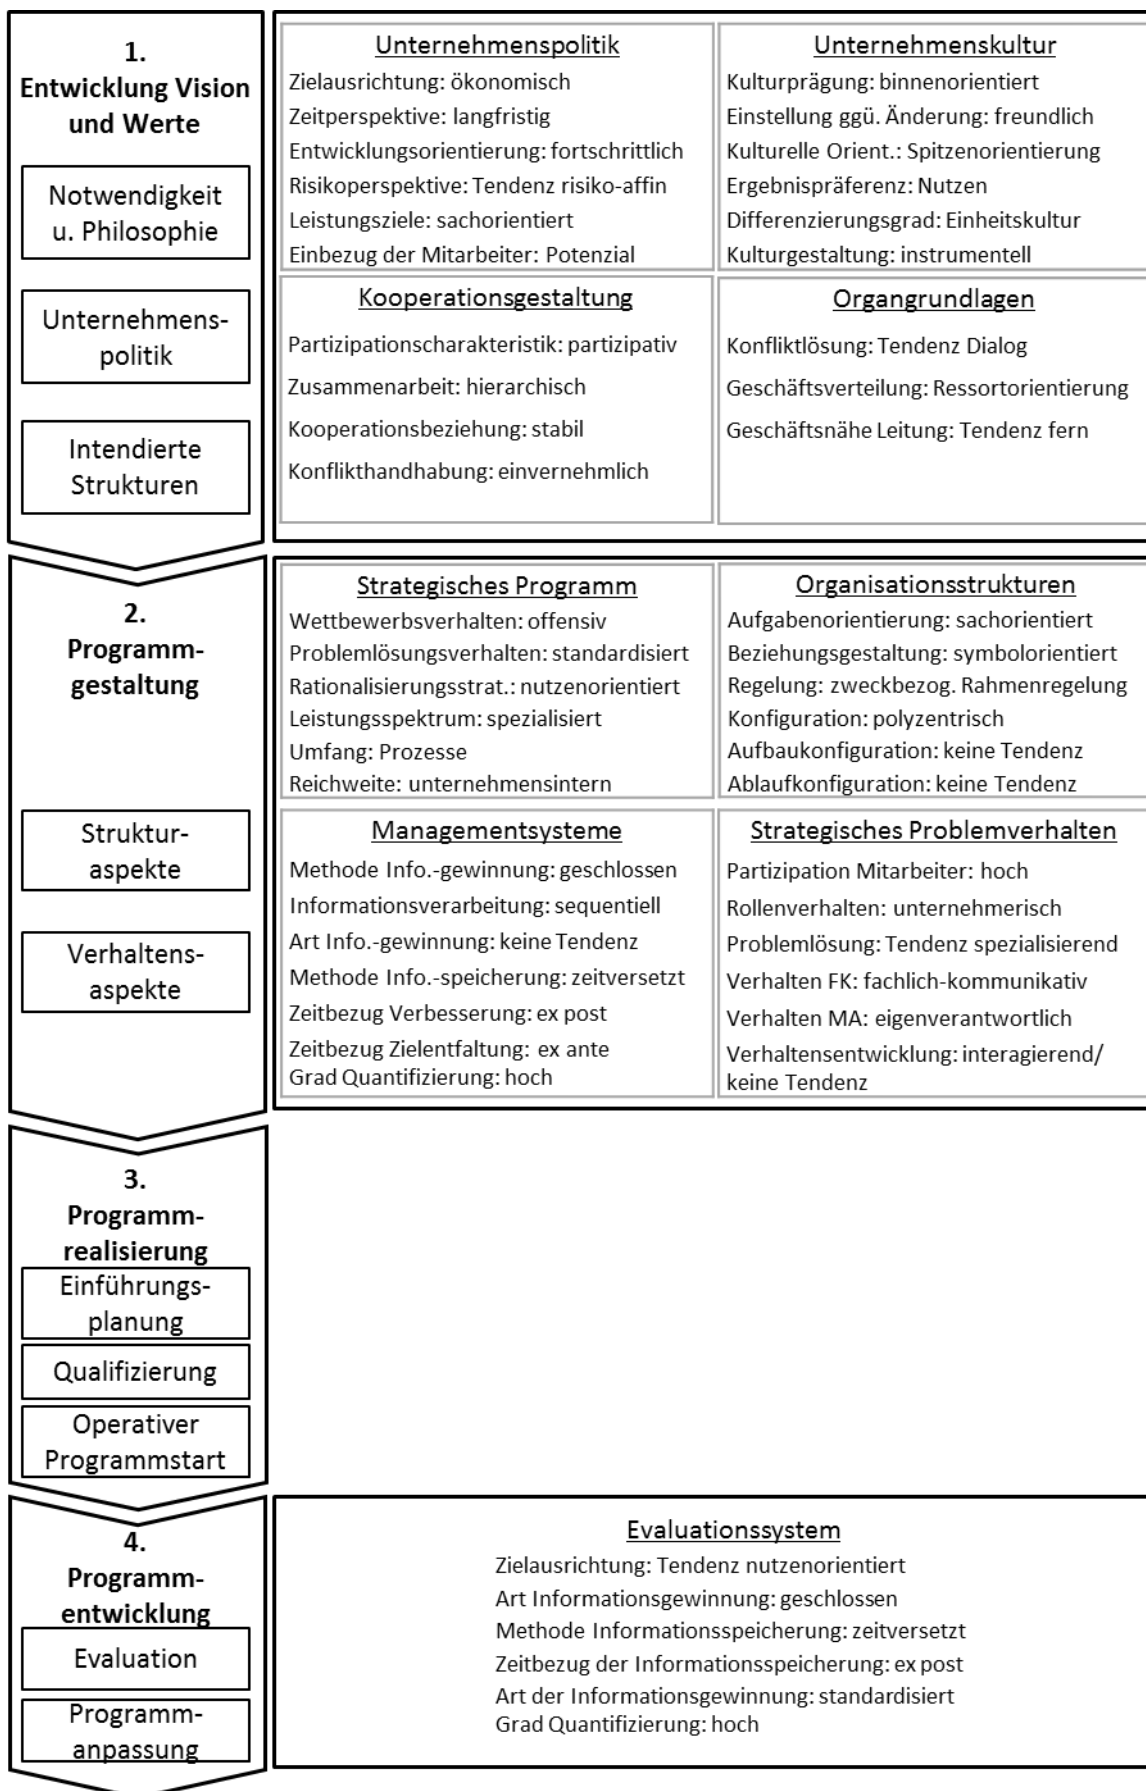 1.
Entwicklung Vision
und Werte
Notwendigkeit
u. Philosophie
Unternehmens-
politik
Intendierte
Strukturen
Unternehmenspolitik
Zielausrichtung: ökonomisch
Zeitperspektive: langfristig
Entwicklungsorientierung: fortschrittlich
Risikoperspektive: Tendenz risiko-affin
Leistungsziele: sachorientiert
Einbezug der Mitarbeiter: Potenzial
Unternehmenskultur
Kulturprägung: binnenorientiert
Einstellung ggü. Änderung: freundlich
Kulturelle Orient.: Spitzenorientierung
Ergebnispräferenz: Nutzen
Differenzierungsgrad: Einheitskultur
Kulturgestaltung: instrumentell
Kooperationsgestaltung
Partizipationscharakteristik: partizipativ
Zusammenarbeit: hierarchisch
Kooperationsbeziehung: stabil
Konflikthandhabung: einvernehmlich
Organgrundlagen
Konfliktlösung: Tendenz Dialog
Geschäftsverteilung: Ressortorientierung
Geschäftsnähe Leitung: Tendenz fern
2.
Programm-
gestaltung
Struktur-
aspekte
Verhaltens-
aspekte
Strategisches Programm
Wettbewerbsverhalten: offensiv
Problemlösungsverhalten: standardisiert
Rationalisierungsstrat.: nutzenorientiert
Leistungsspektrum: spezialisiert
Umfang: Prozesse
Reichweite: unternehmensintern
Organisationsstrukturen
Aufgabenorientierung: sachorientiert
Beziehungsgestaltung: symbolorientiert
Regelung: zweckbezog. Rahmenregelung
Konfiguration: polyzentrisch
Aufbaukonfiguration: keine Tendenz
Ablaufkonfiguration: keine Tendenz
Managementsysteme
Methode Info.-gewinnung: geschlossen
Informationsverarbeitung: sequentiell
Art Info.-gewinnung: keine Tendenz
Methode Info.-speicherung: zeitversetzt
Zeitbezug Verbesserung: ex post
Zeitbezug Zielentfaltung: ex ante
Grad Quantifizierung: hoch
Strategisches Problemverhalten
Partizipation Mitarbeiter: hoch
Rollenverhalten: unternehmerisch
Problemlösung: Tendenz spezialisierend
Verhalten FK: fachlich-kommunikativ
Verhalten MA: eigenverantwortlich
Verhaltensentwicklung: interagierend/
keine Tendenz
3.
Programm-
realisierung
Einführungs-
planung
Qualifizierung
Operativer
Programmstart
4.
Programm-
entwicklung
Evaluation
Programm-
anpassung
Evaluationssystem
Zielausrichtung: Tendenz nutzenorientiert
Art Informationsgewinnung: geschlossen
Methode Informationsspeicherung: zeitversetzt
Zeitbezug der Informationsspeicherung: ex post
Art der Informationsgewinnung: standardisiert
Grad Quantifizierung: hoch